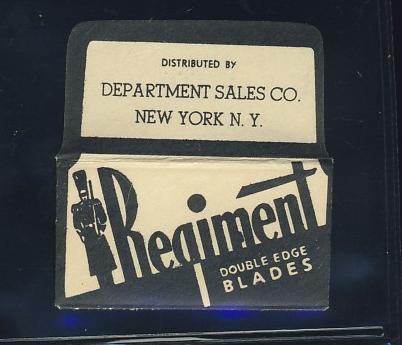 DISTRIBUTED BY
DEPARTMENT SALES CO.
NEW YORK N. Y.
Regiment
DOUBLE EDGE
BLADES